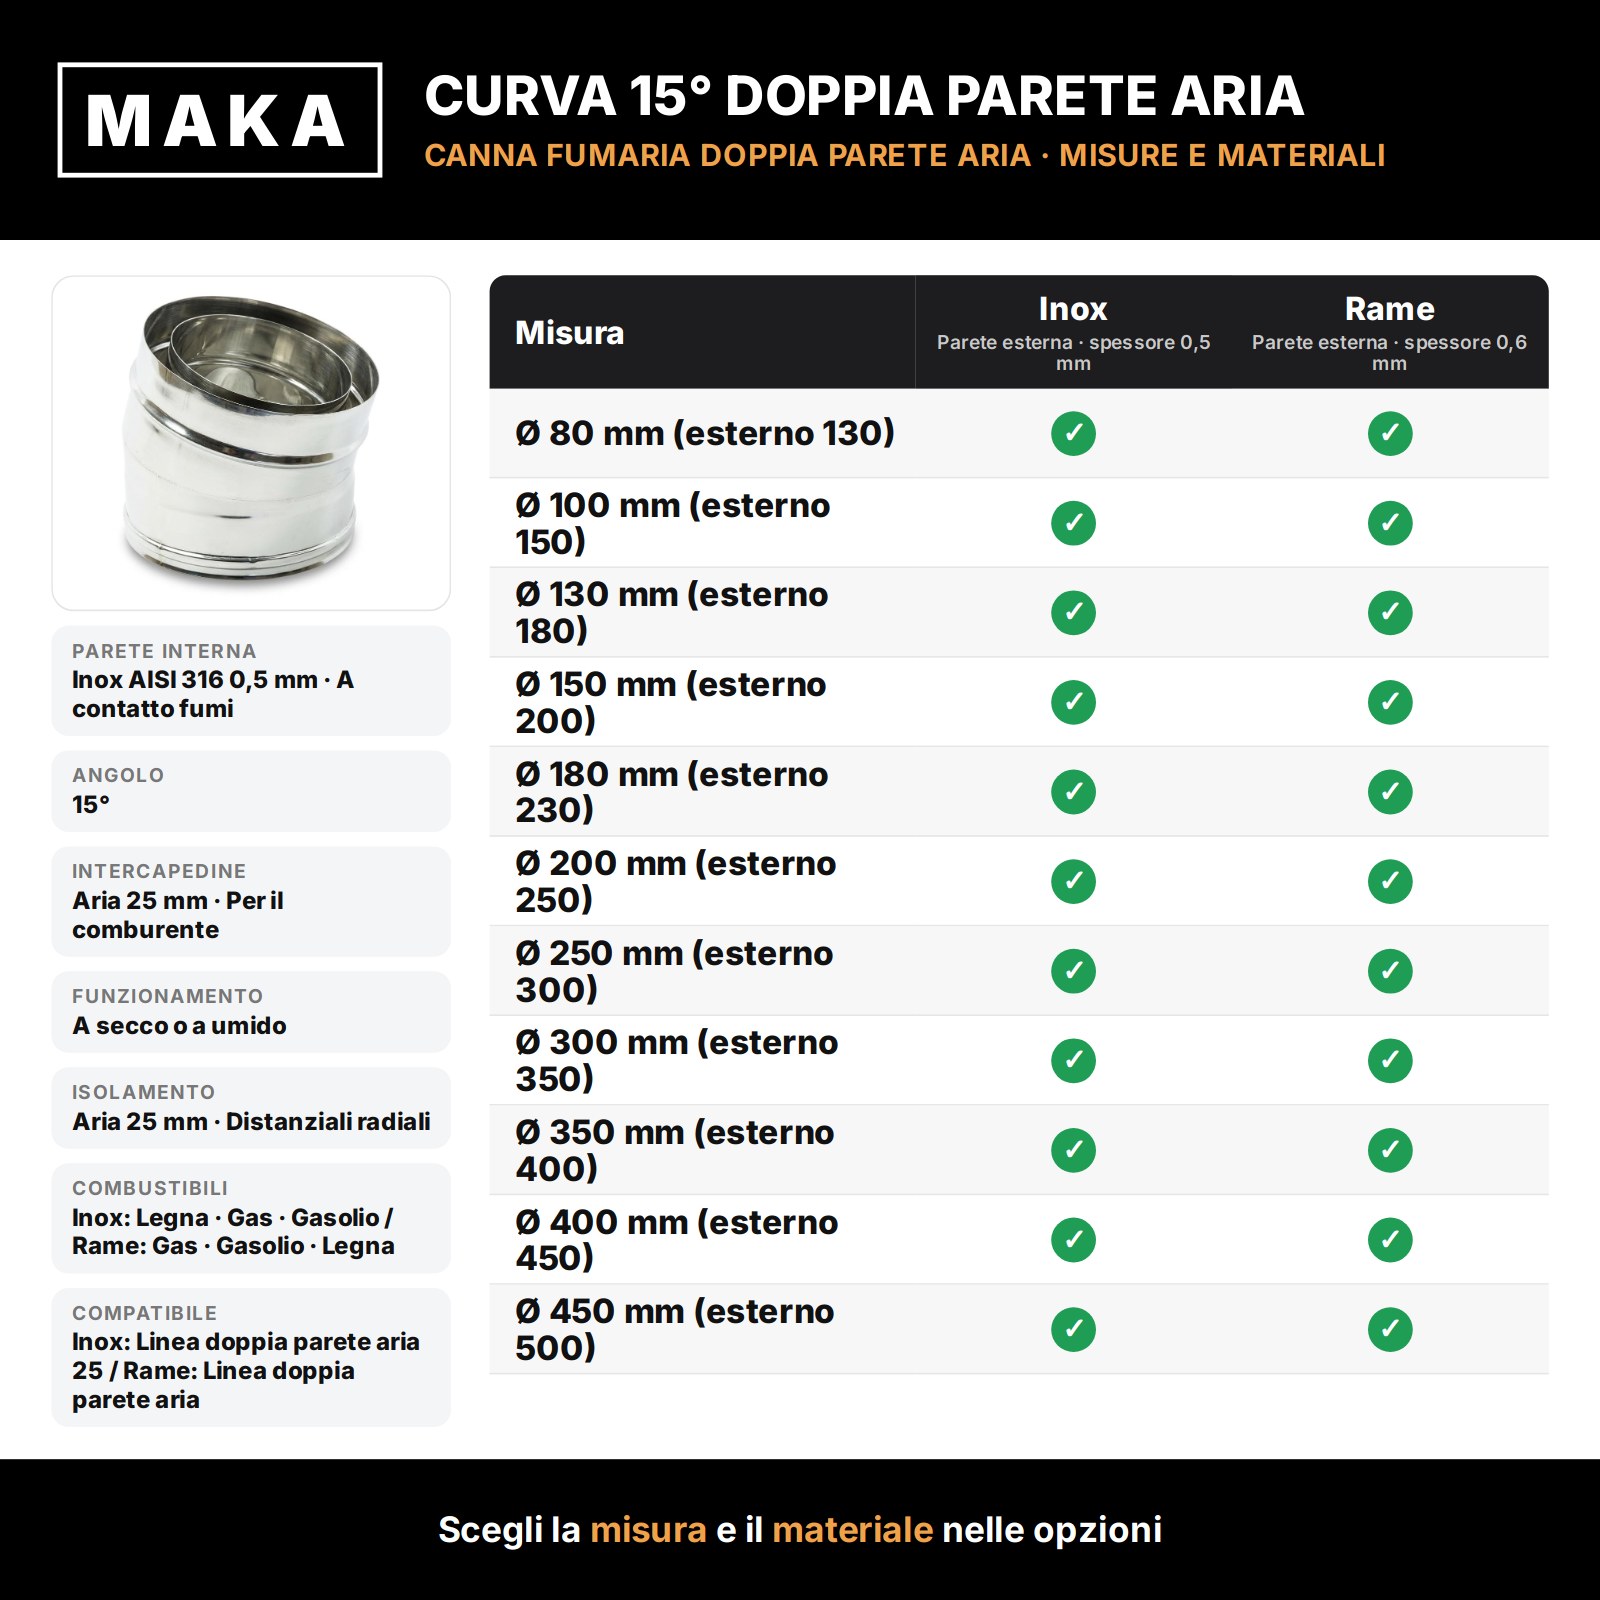 MAKA
CURVA 15° DOPPIA PARETE ARIA
CANNA FUMARIA DOPPIA PARETE ARIA · MISURE E MATERIALI
PARETE INTERNA
Inox AISI 316 0,5 mm · A
contatto fumi
ANGOLO
15°
INTERCAPEDINE
Aria 25 mm · Per il
comburente
FUNZIONAMENTO
A secco o a umido
ISOLAMENTO
Aria 25 mm · Distanziali radiali
COMBUSTIBILI
Inox: Legna · Gas · Gasolio /
Rame: Gas · Gasolio · Legna
COMPATIBILE
Inox: Linea doppia parete aria
25 / Rame: Linea doppia
parete aria
Misura
Inox
Parete esterna · spessore 0,5
mm
Rame
Parete esterna · spessore 0,6
mm
Ø 80 mm (esterno 130) ✓ ✓
Ø 100 mm (esterno
150) ✓ ✓
Ø 130 mm (esterno
180) ✓ ✓
Ø 150 mm (esterno
200) ✓ ✓
Ø 180 mm (esterno
230) ✓ ✓
Ø 200 mm (esterno
250) ✓ ✓
Ø 250 mm (esterno
300) ✓ ✓
Ø 300 mm (esterno
350) ✓ ✓
Ø 350 mm (esterno
400) ✓ ✓
Ø 400 mm (esterno
450) ✓ ✓
Ø 450 mm (esterno
500) ✓ ✓
Scegli la misura e il materiale nelle opzioni